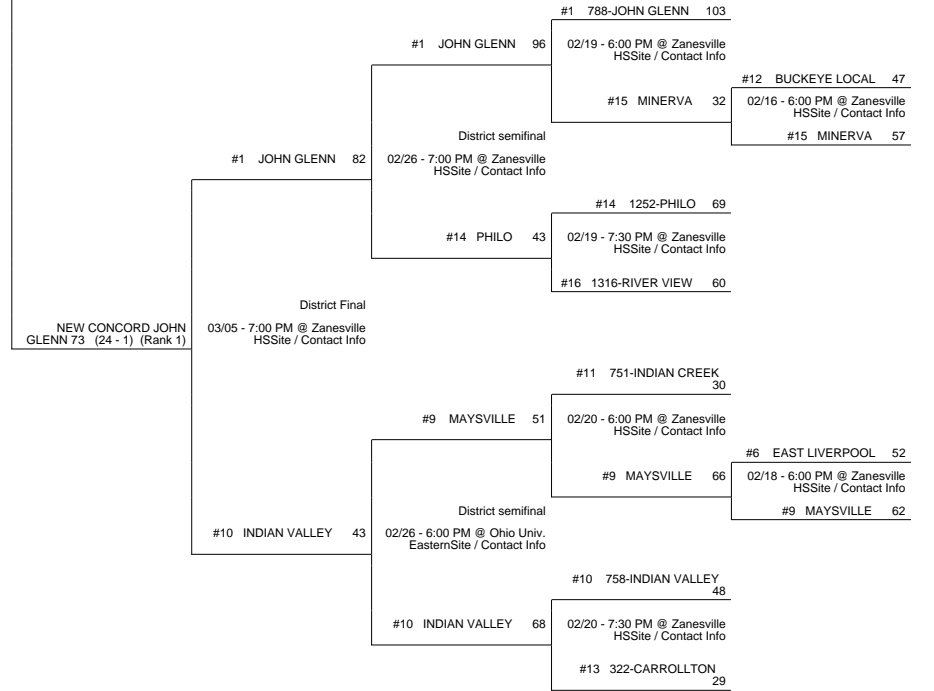 #1 788-JOHN GLENN 103
#1 JOHN GLENN 96
02/19 - 6:00 PM @ Zanesville
HSSite / Contact Info
#12 BUCKEYE LOCAL 47
#15 MINERVA 32
02/16 - 6:00 PM @ Zanesville
HSSite / Contact Info
#15 MINERVA 57
District semifinal
#1 JOHN GLENN 82
02/26 - 7:00 PM @ Zanesville
HSSite / Contact Info
#14 1252-PHILO 69
#14 PHILO 43
02/19 - 7:30 PM @ Zanesville
HSSite / Contact Info
#16 1316-RIVER VIEW 60
District Final
NEW CONCORD JOHN
GLENN 73 (24 - 1) (Rank 1)
03/05 - 7:00 PM @ Zanesville
HSSite / Contact Info
#11 751-INDIAN CREEK
30
#9 MAYSVILLE 51
02/20 - 6:00 PM @ Zanesville
HSSite / Contact Info
#6 EAST LIVERPOOL 52
#9 MAYSVILLE 66
02/18 - 6:00 PM @ Zanesville
HSSite / Contact Info
#9 MAYSVILLE 62
District semifinal
#10 INDIAN VALLEY 43
02/26 - 6:00 PM @ Ohio Univ.
EasternSite / Contact Info
#10 758-INDIAN VALLEY
48
#10 INDIAN VALLEY 68
02/20 - 7:30 PM @ Zanesville
HSSite / Contact Info
#13 322-CARROLLTON
29